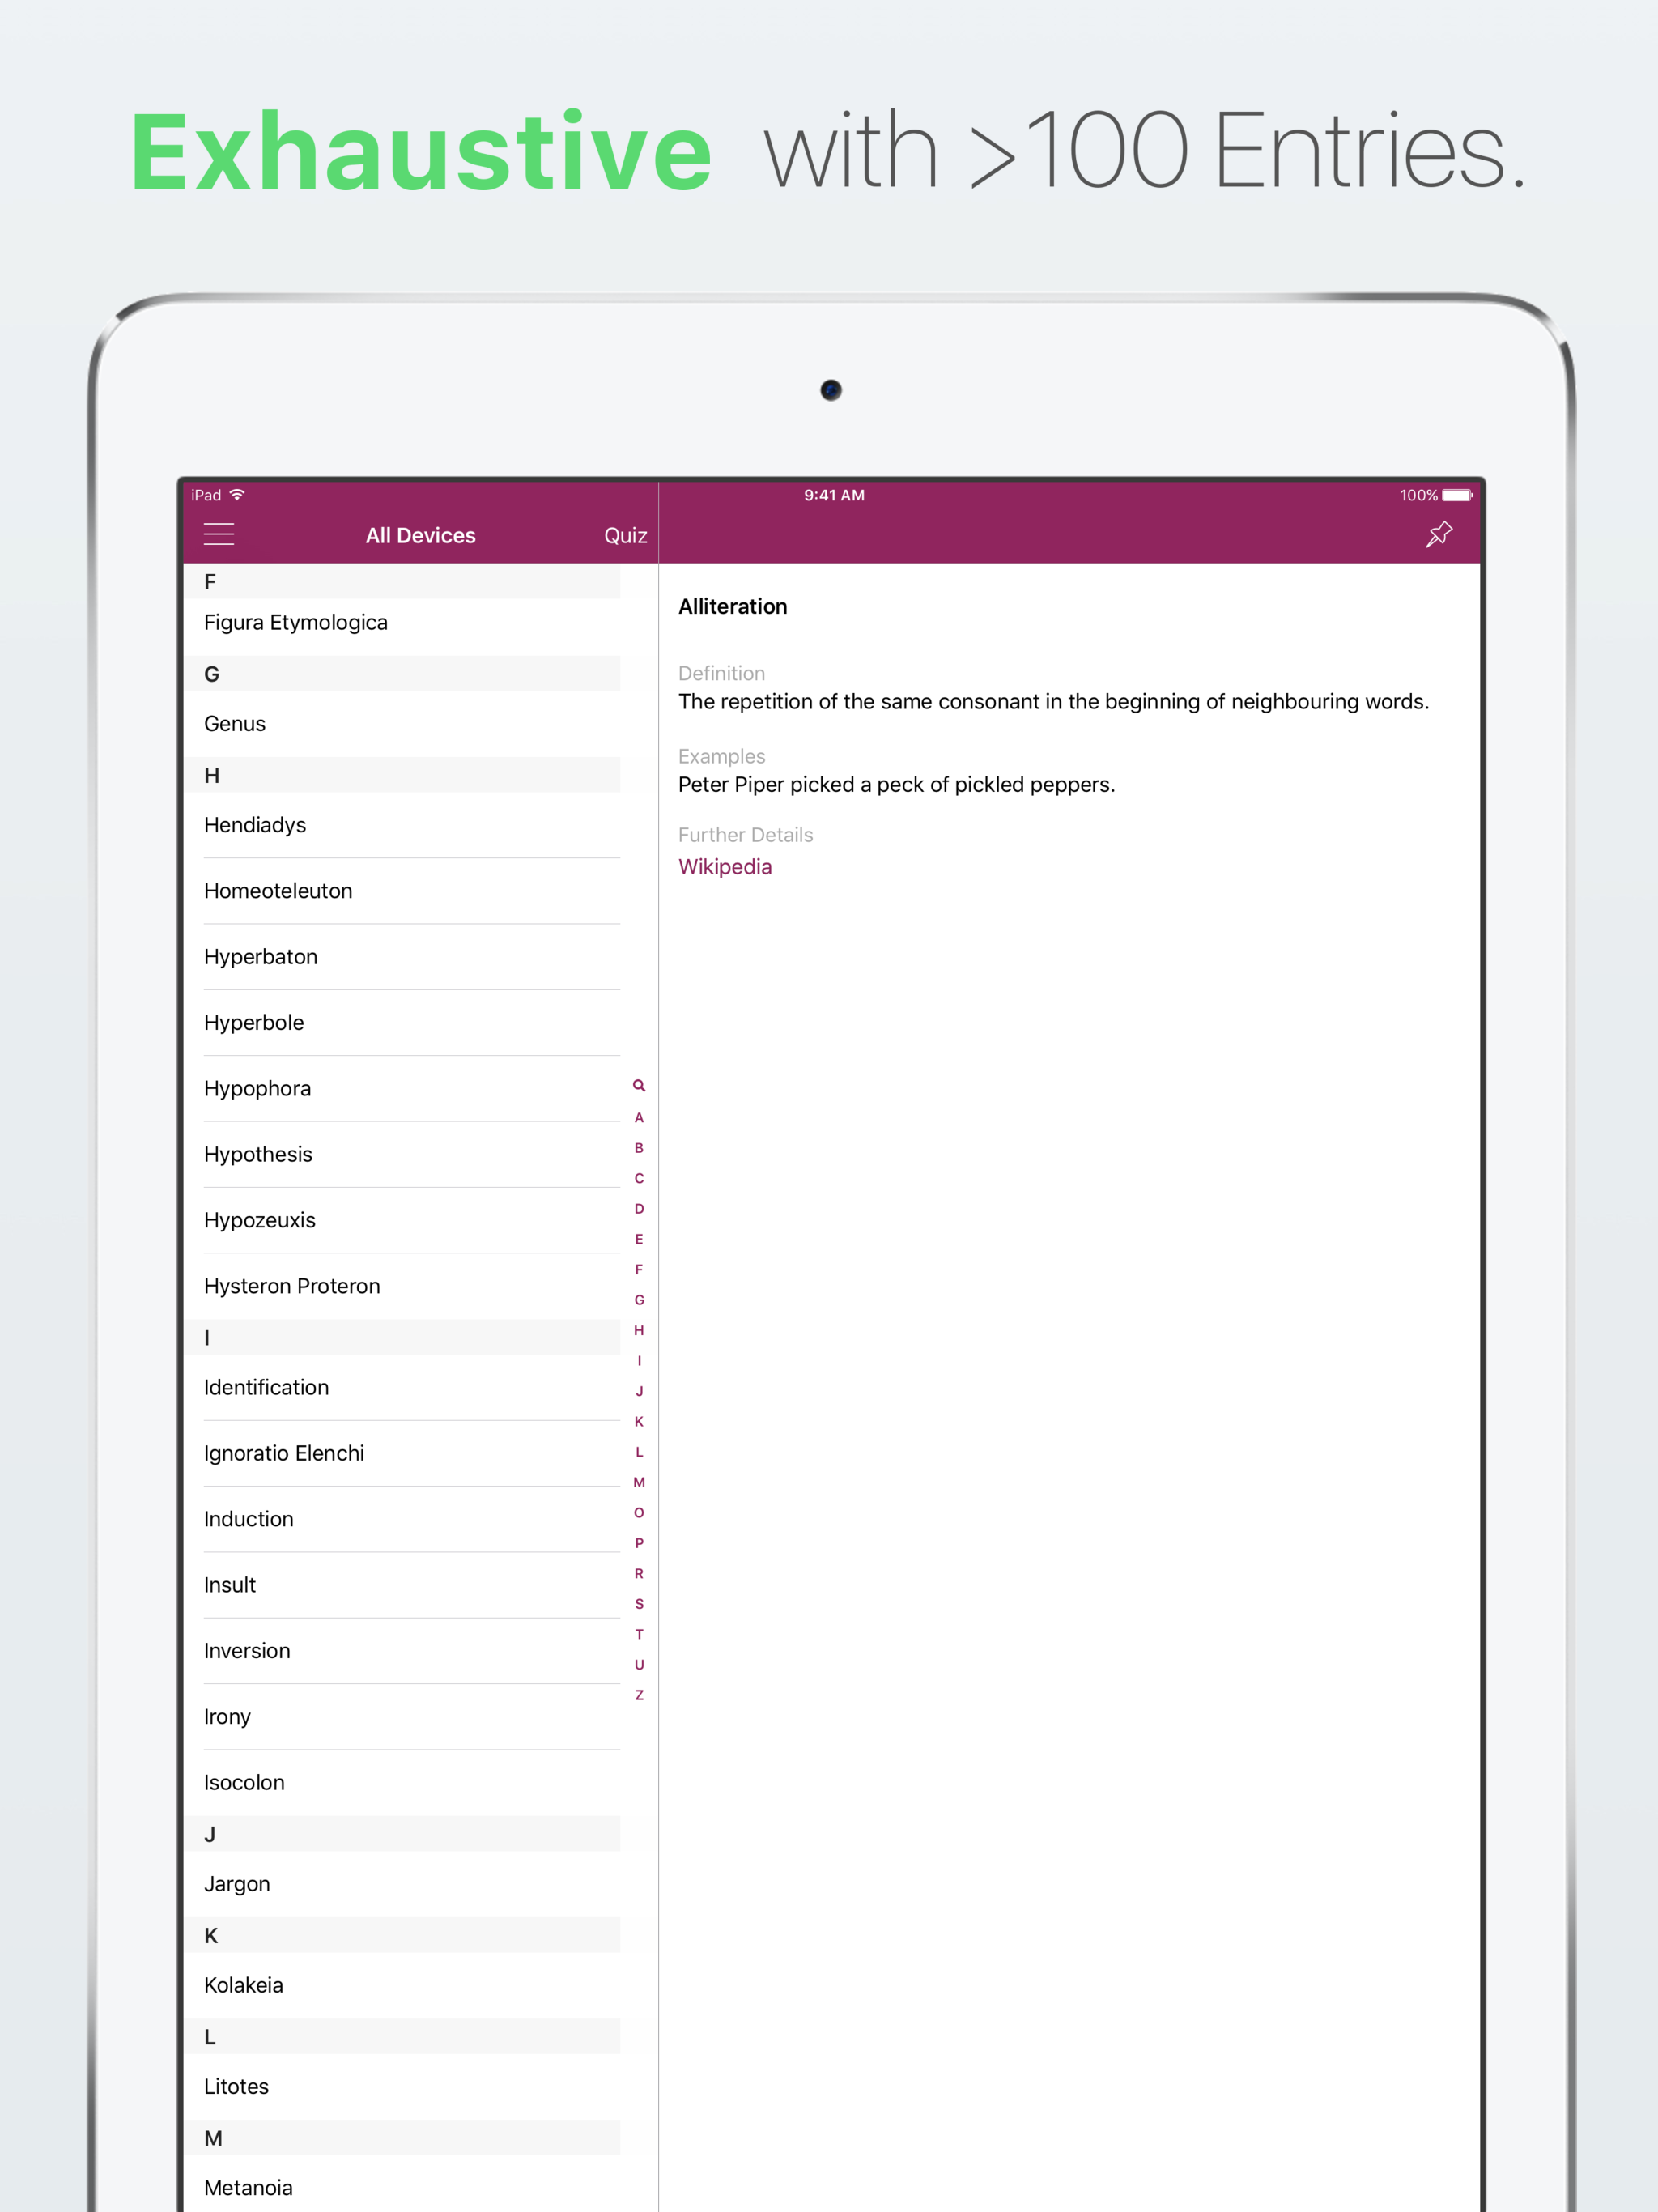 Exhaustive with >100 Entries.
iPad 9:41 AM 100%
All Devices Quiz
F
Figura Etymologica
G
Genus
H
Hendiadys
Homeoteleuton
Hyperbaton
Hyperbole
Hypophora
Hypothesis
Hypozeuxis
Hysteron Proteron
I
Identification
Ignoratio Elenchi
Induction
Insult
Inversion
Irony
Isocolon
J
Jargon
K
Kolakeia
L
Litotes
M
Metanoia
A
B
C
D
E
F
G
H
I
J
K
L
M
O
P
R
S
T
U
Z
Alliteration
Definition
The repetition of the same consonant in the beginning of neighbouring words.
Examples
Peter Piper picked a peck of pickled peppers.
Further Details
Wikipedia